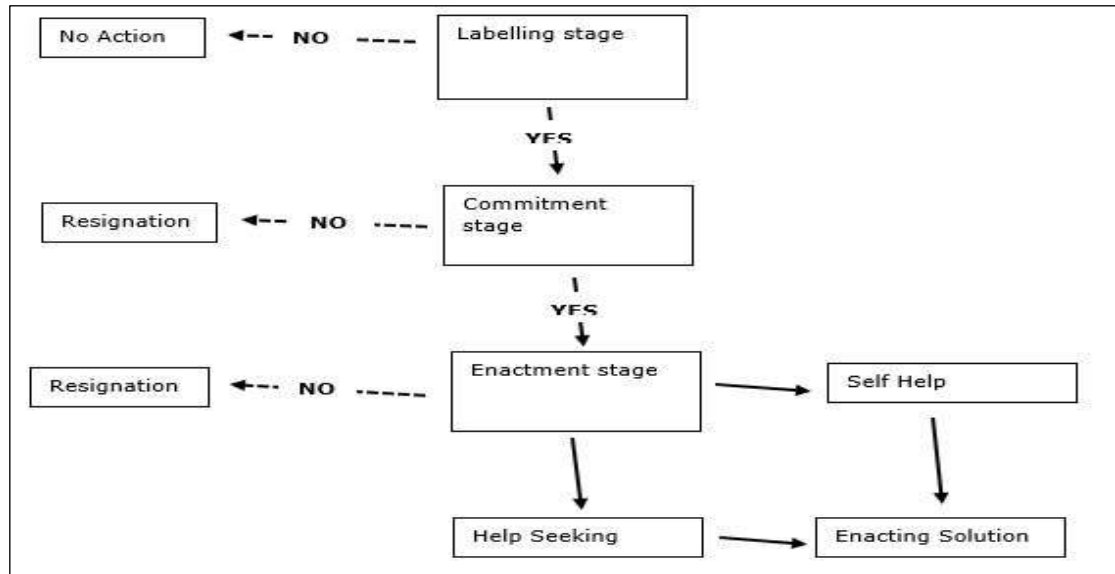 No Action
NO
Labelling stage
YES
Resignation
NO
Commitment
stage
YES
Resignation
NO
Enactment stage
Self Help
Help Seeking
Enacting Solution